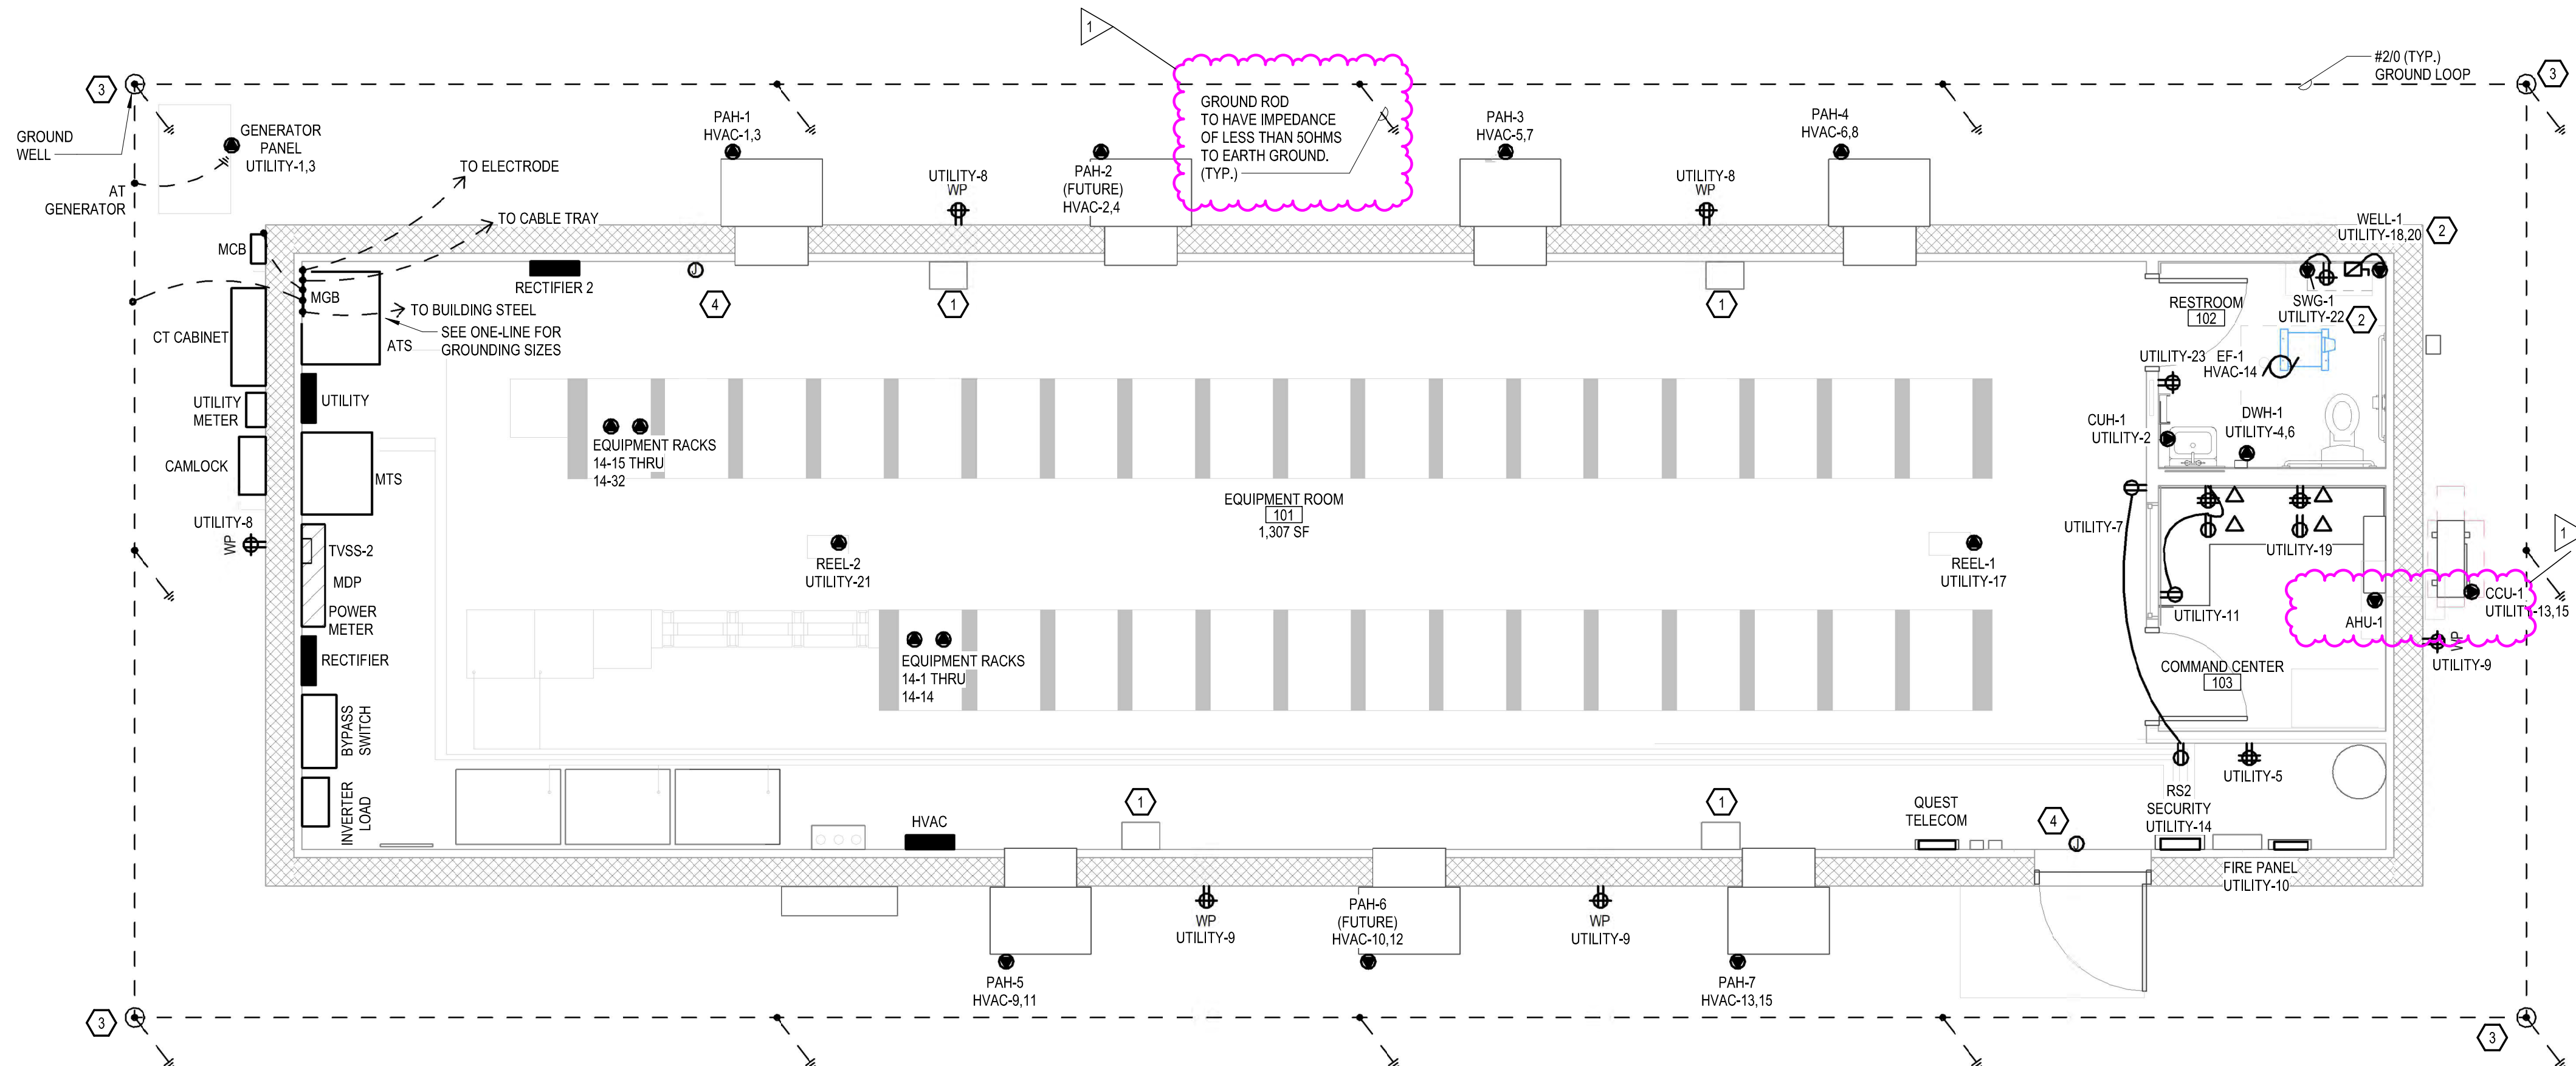 1
#2/0 (TYP.)
GROUND LOOP
3
3
GROUND
WELL
GENERATOR
PANEL
UTILITY-1,3
AT
GENERATOR
TO ELECTRODE
TO CABLE TRAY
PAH-1
HVAC-1,3
UTILITY-8
WP
PAH-2
(FUTURE)
HVAC-2,4
GROUND ROD
TO HAVE IMPEDANCE
OF LESS THAN 5OHMS
TO EARTH GROUND.
(TYP.)
PAH-3
HVAC-5,7
UTILITY-8
WP
PAH-4
HVAC-6,8
WELL-1
UTILITY-18,20
2
MCB
MGB
TO BUILDING STEEL
SEE ONE-LINE FOR
GROUNDING SIZES
ATS
CT CABINET
RECTIFIER 2
J
4
1
1
RESTROOM
102
SWG-1
UTILITY-22
2
UTILITY-23
EF-1
HVAC-14
UTILITY
METER
UTILITY
CAMLOCK
MTS
EQUIPMENT RACKS
14-15 THRU
14-32
CUH-1
UTILITY-2
DWH-1
UTILITY-4,6
EQUIPMENT ROOM
101
1,307 SF
UTILITY-8
WP
TVSS-2
MDP
POWER
METER
REEL-2
UTILITY-21
REEL-1
UTILITY-17
UTILITY-7
UTILITY-19
1
UTILITY-11
AHU-1
CCU-1
UTILITY-13,15
WP
UTILITY-9
RECTIFIER
EQUIPMENT RACKS
14-1 THRU
14-14
COMMAND CENTER
103
BYPASS
SWITCH
INVERTER
LOAD
UTILITY-5
HVAC
1
1
QUEST
TELECOM
4
J
RS2
SECURITY
UTILITY-14
FIRE PANEL
UTILITY-10
WP
UTILITY-9
PAH-6
(FUTURE)
HVAC-10,12
WP
UTILITY-9
PAH-5
HVAC-9,11
PAH-7
HVAC-13,15
3
3